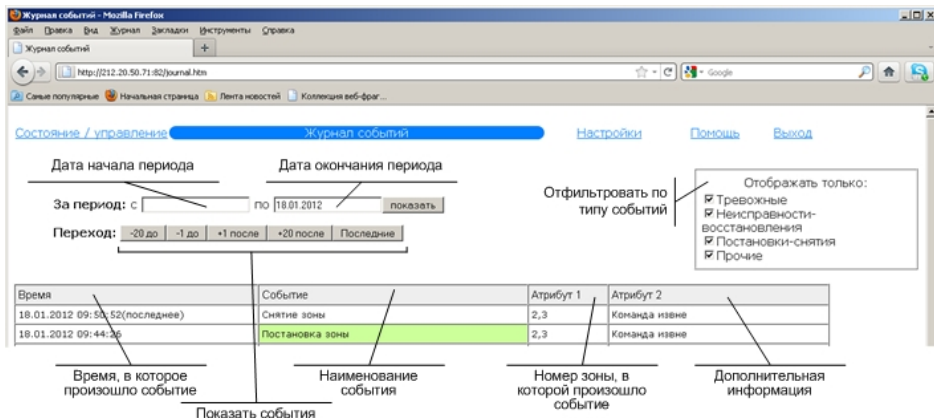 Журнал событий - Mozilla Firefox
Файл Правка Вид Журнал Закладки Инструменты Справка
Журнал событий +
http://212.20.50.71:82/journal.htm
Google
Самые популярные Начальная страница Лента новостей Коллекция веб-фраг...
Состояние / управление Журнал событий Настройки Помощь Выход
Дата начала периода Дата окончания периода
За период: с по 18.01.2012 показать
Переход: -20 до -1 до +1 после +20 после Последние
Отфильтровать по
типу событий
Отображать только:
Тревожные
Неисправности-
восстановления
Постановки-снятия
Прочие
Время Событие Атрибут 1 Атрибут 2
18.01.2012 09:50:52(последнее) Снятие зоны 2,3 Команда извне
18.01.2012 09:44:26 Постановка зоны 2,3 Команда извне
Время, в которое
произошло событие
Показать события
Наименование
события
Номер зоны, в
которой произошло
событие
Дополнительная
информация